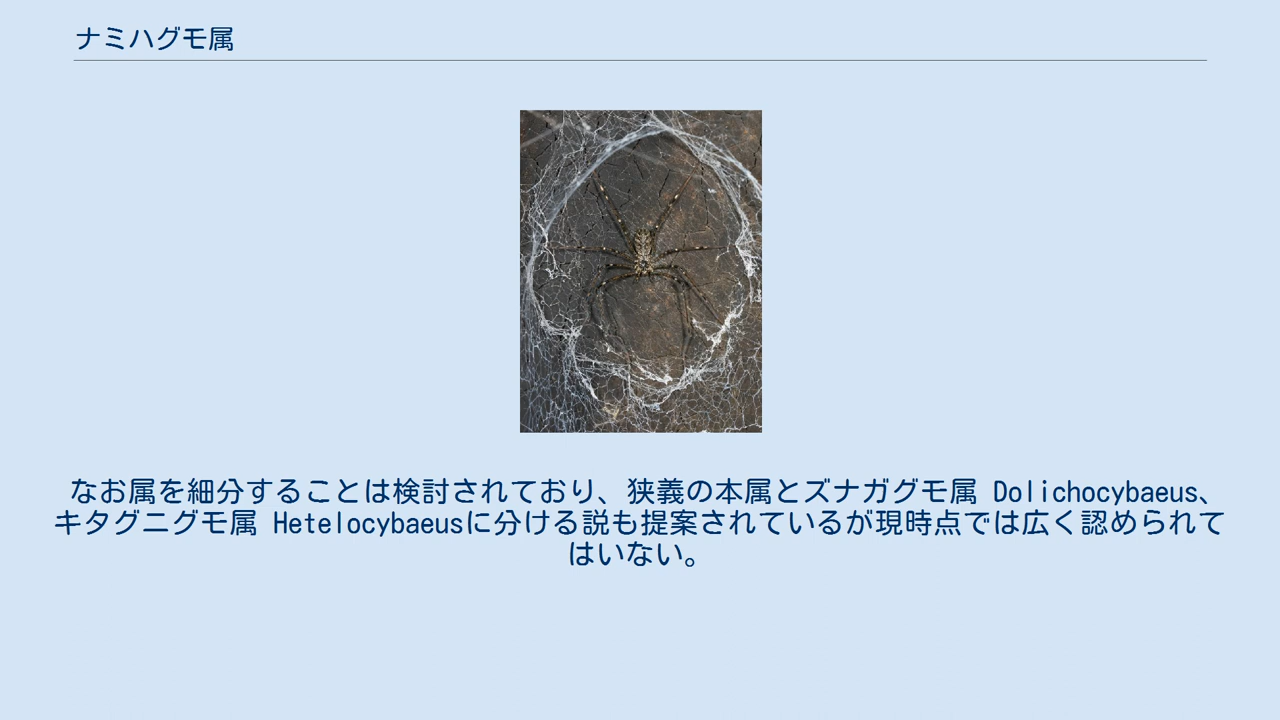 ナミハグモ属
なお属を細分することは検討されており、狭義の本属とズナガグモ属 Dolichocybaeus、
キタグニグモ属 Hetelocybaeusに分ける説も提案されているが現時点では広く認められて
はいない。